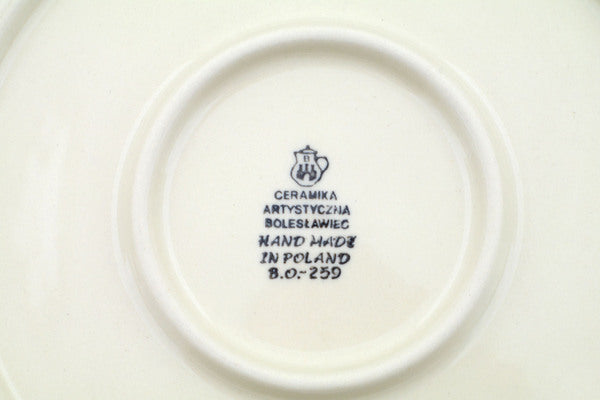 B
CERAMIKA
ARTYSTYCZNA
BOLESŁAWIEC
HAND MADE
IN POLAND
B.O.-259